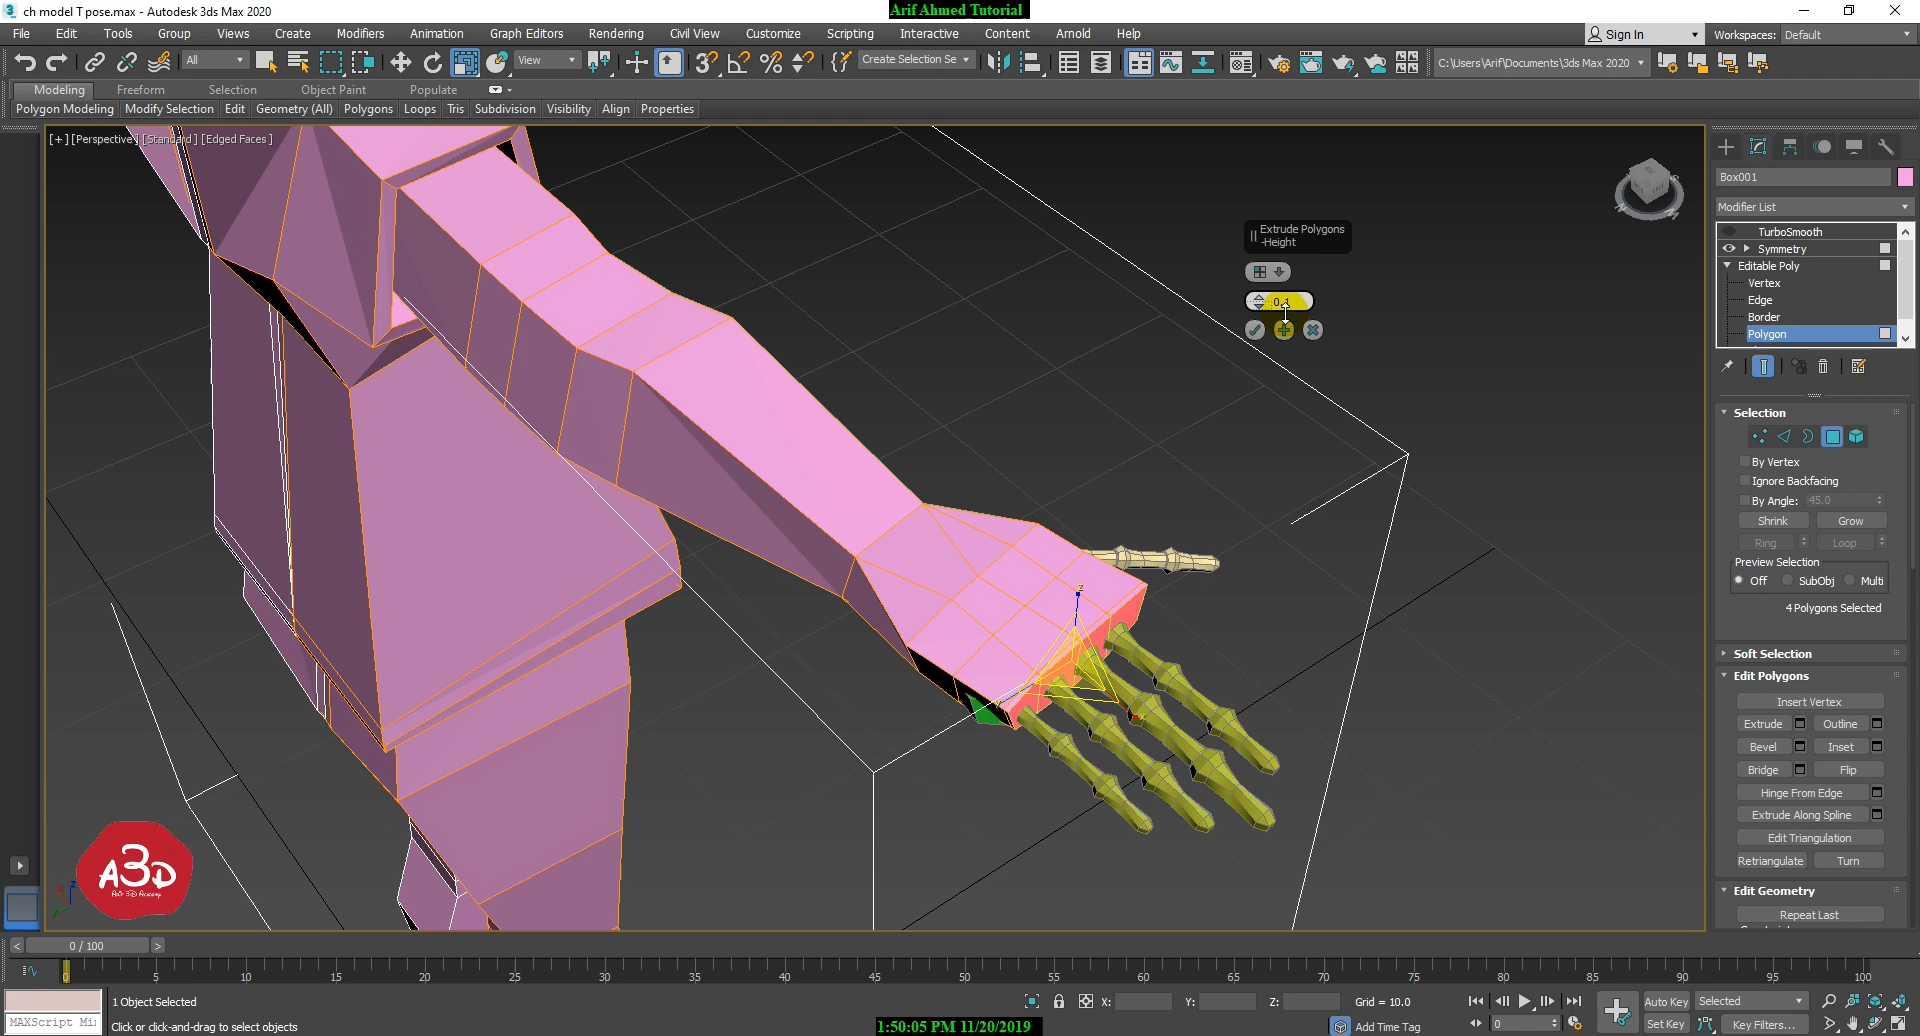 ch model T pose.max - Autodesk 3ds Max 2020
Arif Ahmed Tutorial
File Edit Tools Group Views Create Modifiers Animation Graph Editors Rendering Civil View Customize Scripting Interactive Content Arnold Help
Sign In Workspaces: Default
All View Create Selection Se C:\Users\Arif\Documents\3ds Max 2020
Modeling Freeform Selection Object Paint Populate
Polygon Modeling Modify Selection Edit Geometry (All) Polygons Loops Tris Subdivision Visibility Align Properties
[+] [Perspective] [Standard] [Edged Faces]
Extrude Polygons
-Height
Box001
Modifier List
TurboSmooth
Symmetry
Editable Poly
Vertex
Edge
Border
Polygon
Selection
By Vertex
Ignore Backfacing
By Angle: 45.0
Shrink Grow
Ring Loop
Preview Selection
Off SubObj Multi
4 Polygons Selected
Soft Selection
Edit Polygons
Insert Vertex
Extrude Outline
Bevel Inset
Bridge Flip
Hinge From Edge
Extrude Along Spline
Edit Triangulation
Retriangulate Turn
Edit Geometry
Repeat Last
z
x
A3D
Arif 3D Academy
< 0 / 100 >
0 5 10 15 20 25 30 35 40 45 50 55 60 65 70 75 80 85 90 95 100
1 Object Selected
X: Y: Z: Grid = 10.0
Auto Key Selected
MAXScript Mi
Click or click-and-drag to select objects
1:50:05 PM 11/20/2019
Add Time Tag
0
Set Key Key Filters...